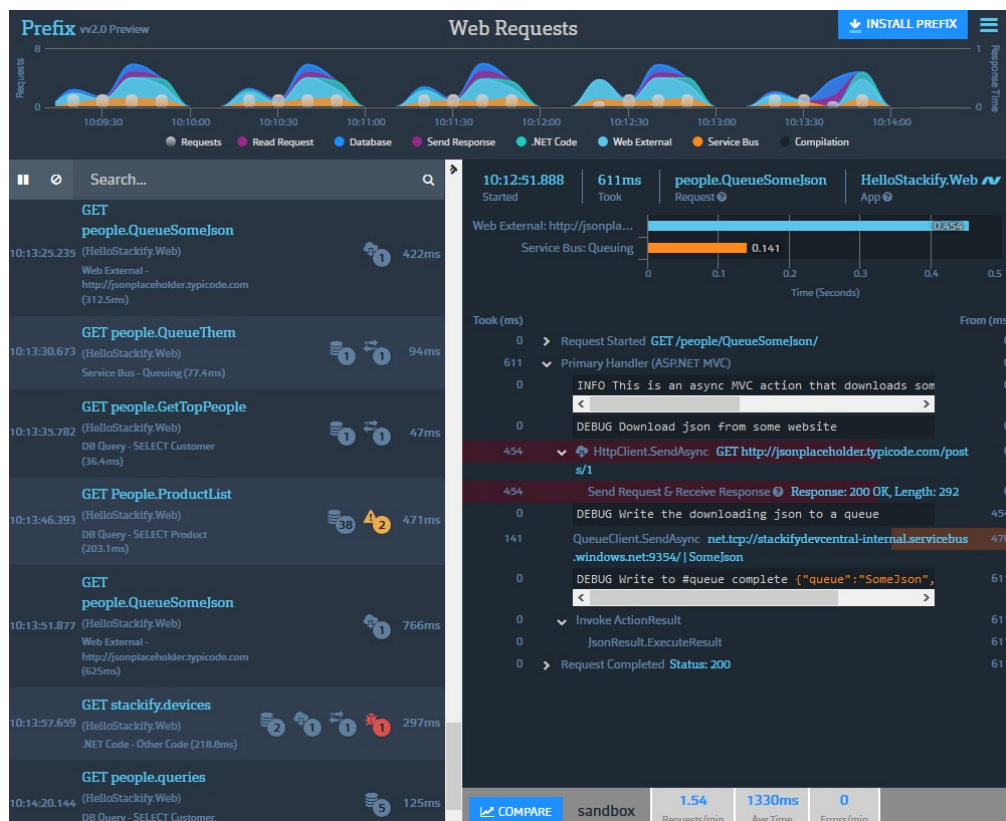 Prefix vv2.0 Preview
Web Requests
INSTALL PREFIX
8
1
Requests
Response Time
0
0
10:09:30 10:10:00 10:10:30 10:11:00 10:11:30 10:12:00 10:12:30 10:13:00 10:13:30 10:14:00
Requests Read Request Database Send Response .NET Code Web External Service Bus Compilation
Search...
GET
people.QueueSomeJson
10:13:25.235 (HelloStackify.Web) 1 422ms
Web External -
http://jsonplaceholder.typicode.com
(312.5ms)
GET people.QueueThem
10:13:30.673 (HelloStackify.Web) 1 1 94ms
Service Bus - Queuing (77.4ms)
GET people.GetTopPeople
10:13:35.782 (HelloStackify.Web) 1 1 47ms
DB Query - SELECT Customer
(36.4ms)
GET People.ProductList
10:13:46.393 (HelloStackify.Web) 38 2 471ms
DB Query - SELECT Product
(203.1ms)
GET
people.QueueSomeJson
10:13:51.877 (HelloStackify.Web) 1 766ms
Web External -
http://jsonplaceholder.typicode.com
(625ms)
GET stackify.devices
10:13:57.659 (HelloStackify.Web) 2 1 1 1 297ms
.NET Code - Other Code (218.8ms)
GET people.queries
10:14:20.144 (HelloStackify.Web) 5 125ms
DB Query - SELECT Customer,
10:12:51.888 611ms people.QueueSomeJson HelloStackify.Web
Started Took Request App
Web External: http://jsonpla... 0.454
Service Bus: Queuing 0.141
0 0.1 0.2 0.3 0.4 0.5
Time (Seconds)
Took (ms) From (ms
0 Request Started GET /people/QueueSomeJson/
611 Primary Handler (ASP.NET MVC)
0 INFO This is an async MVC action that downloads som
0 DEBUG Download json from some website
454 HttpClient.SendAsync GET http://jsonplaceholder.typicode.com/post
s/1
454 Send Request & Receive Response Response: 200 OK, Length: 292
0 DEBUG Write the downloading json to a queue 454
141 QueueClient.SendAsync net.tcp://stackifydevcentral-internal.servicebus 470
.windows.net:9354/ | SomeJson
0 DEBUG Write to #queue complete {"queue":"SomeJson", 611
0 Invoke ActionResult 611
0 JsonResult.ExecuteResult 611
0 Request Completed Status: 200 611
COMPARE sandbox 1.54 1330ms 0
Requests/min Avg Time Errors/min